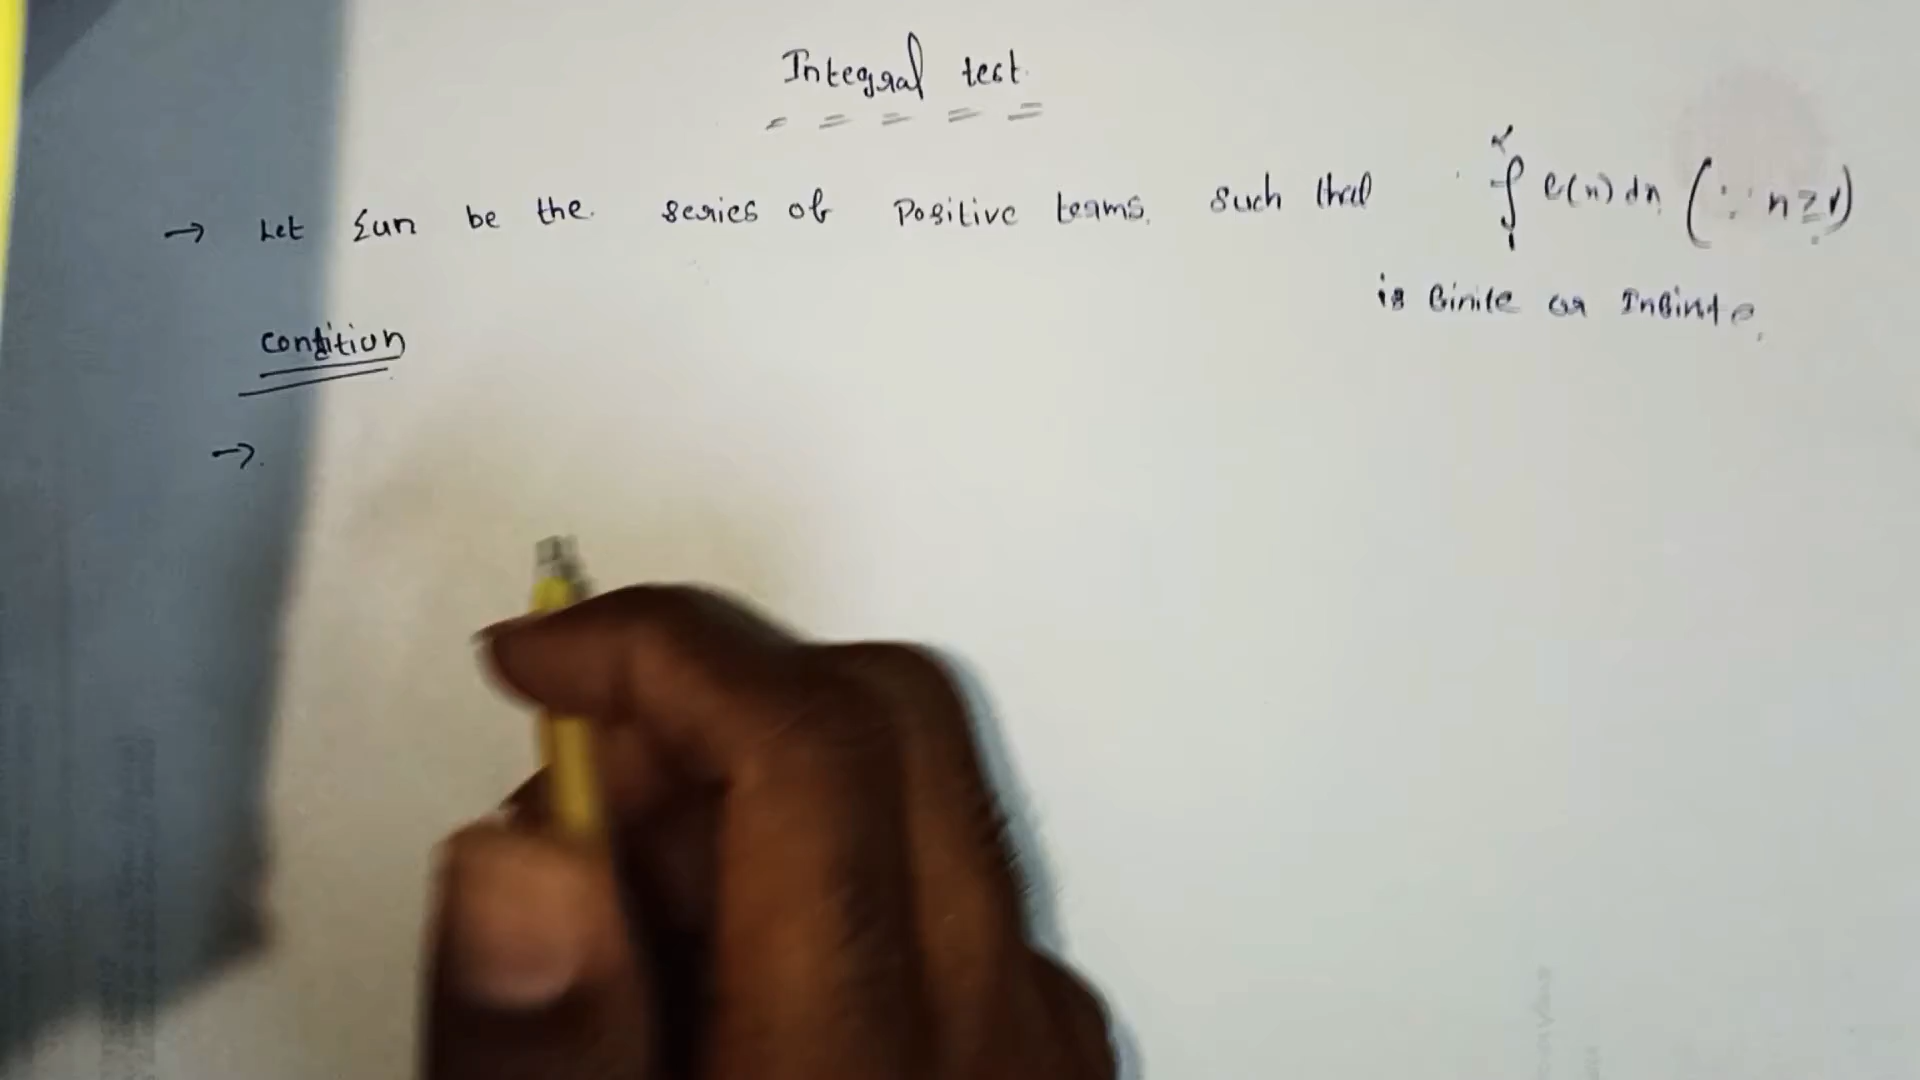 Integral test
→ Let Σun be the series of Positive terms. Such that ∫₁^∝ f(n) dn (∵ n≥1)
is finite or Infinite.
Condition
→